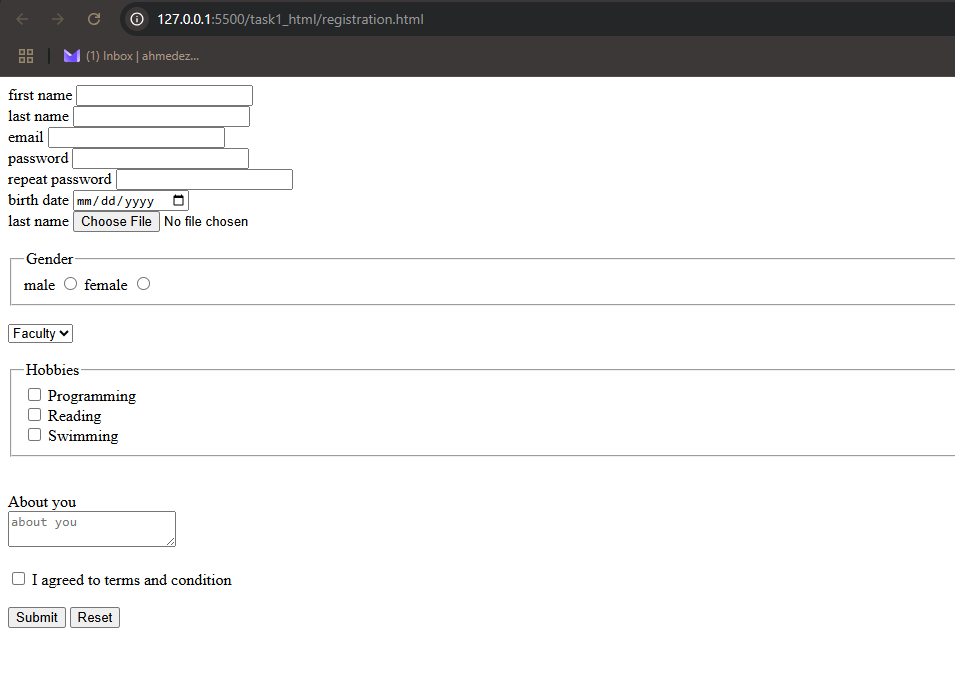 127.0.0.1:5500/task1_html/registration.html
(1) Inbox | ahmedez...
first name
last name
email
password
repeat password
birth date mm/dd/yyyy
last name Choose File No file chosen
Gender
male female
Faculty
Hobbies
Programming
Reading
Swimming
About you
about you
I agreed to terms and condition
Submit Reset